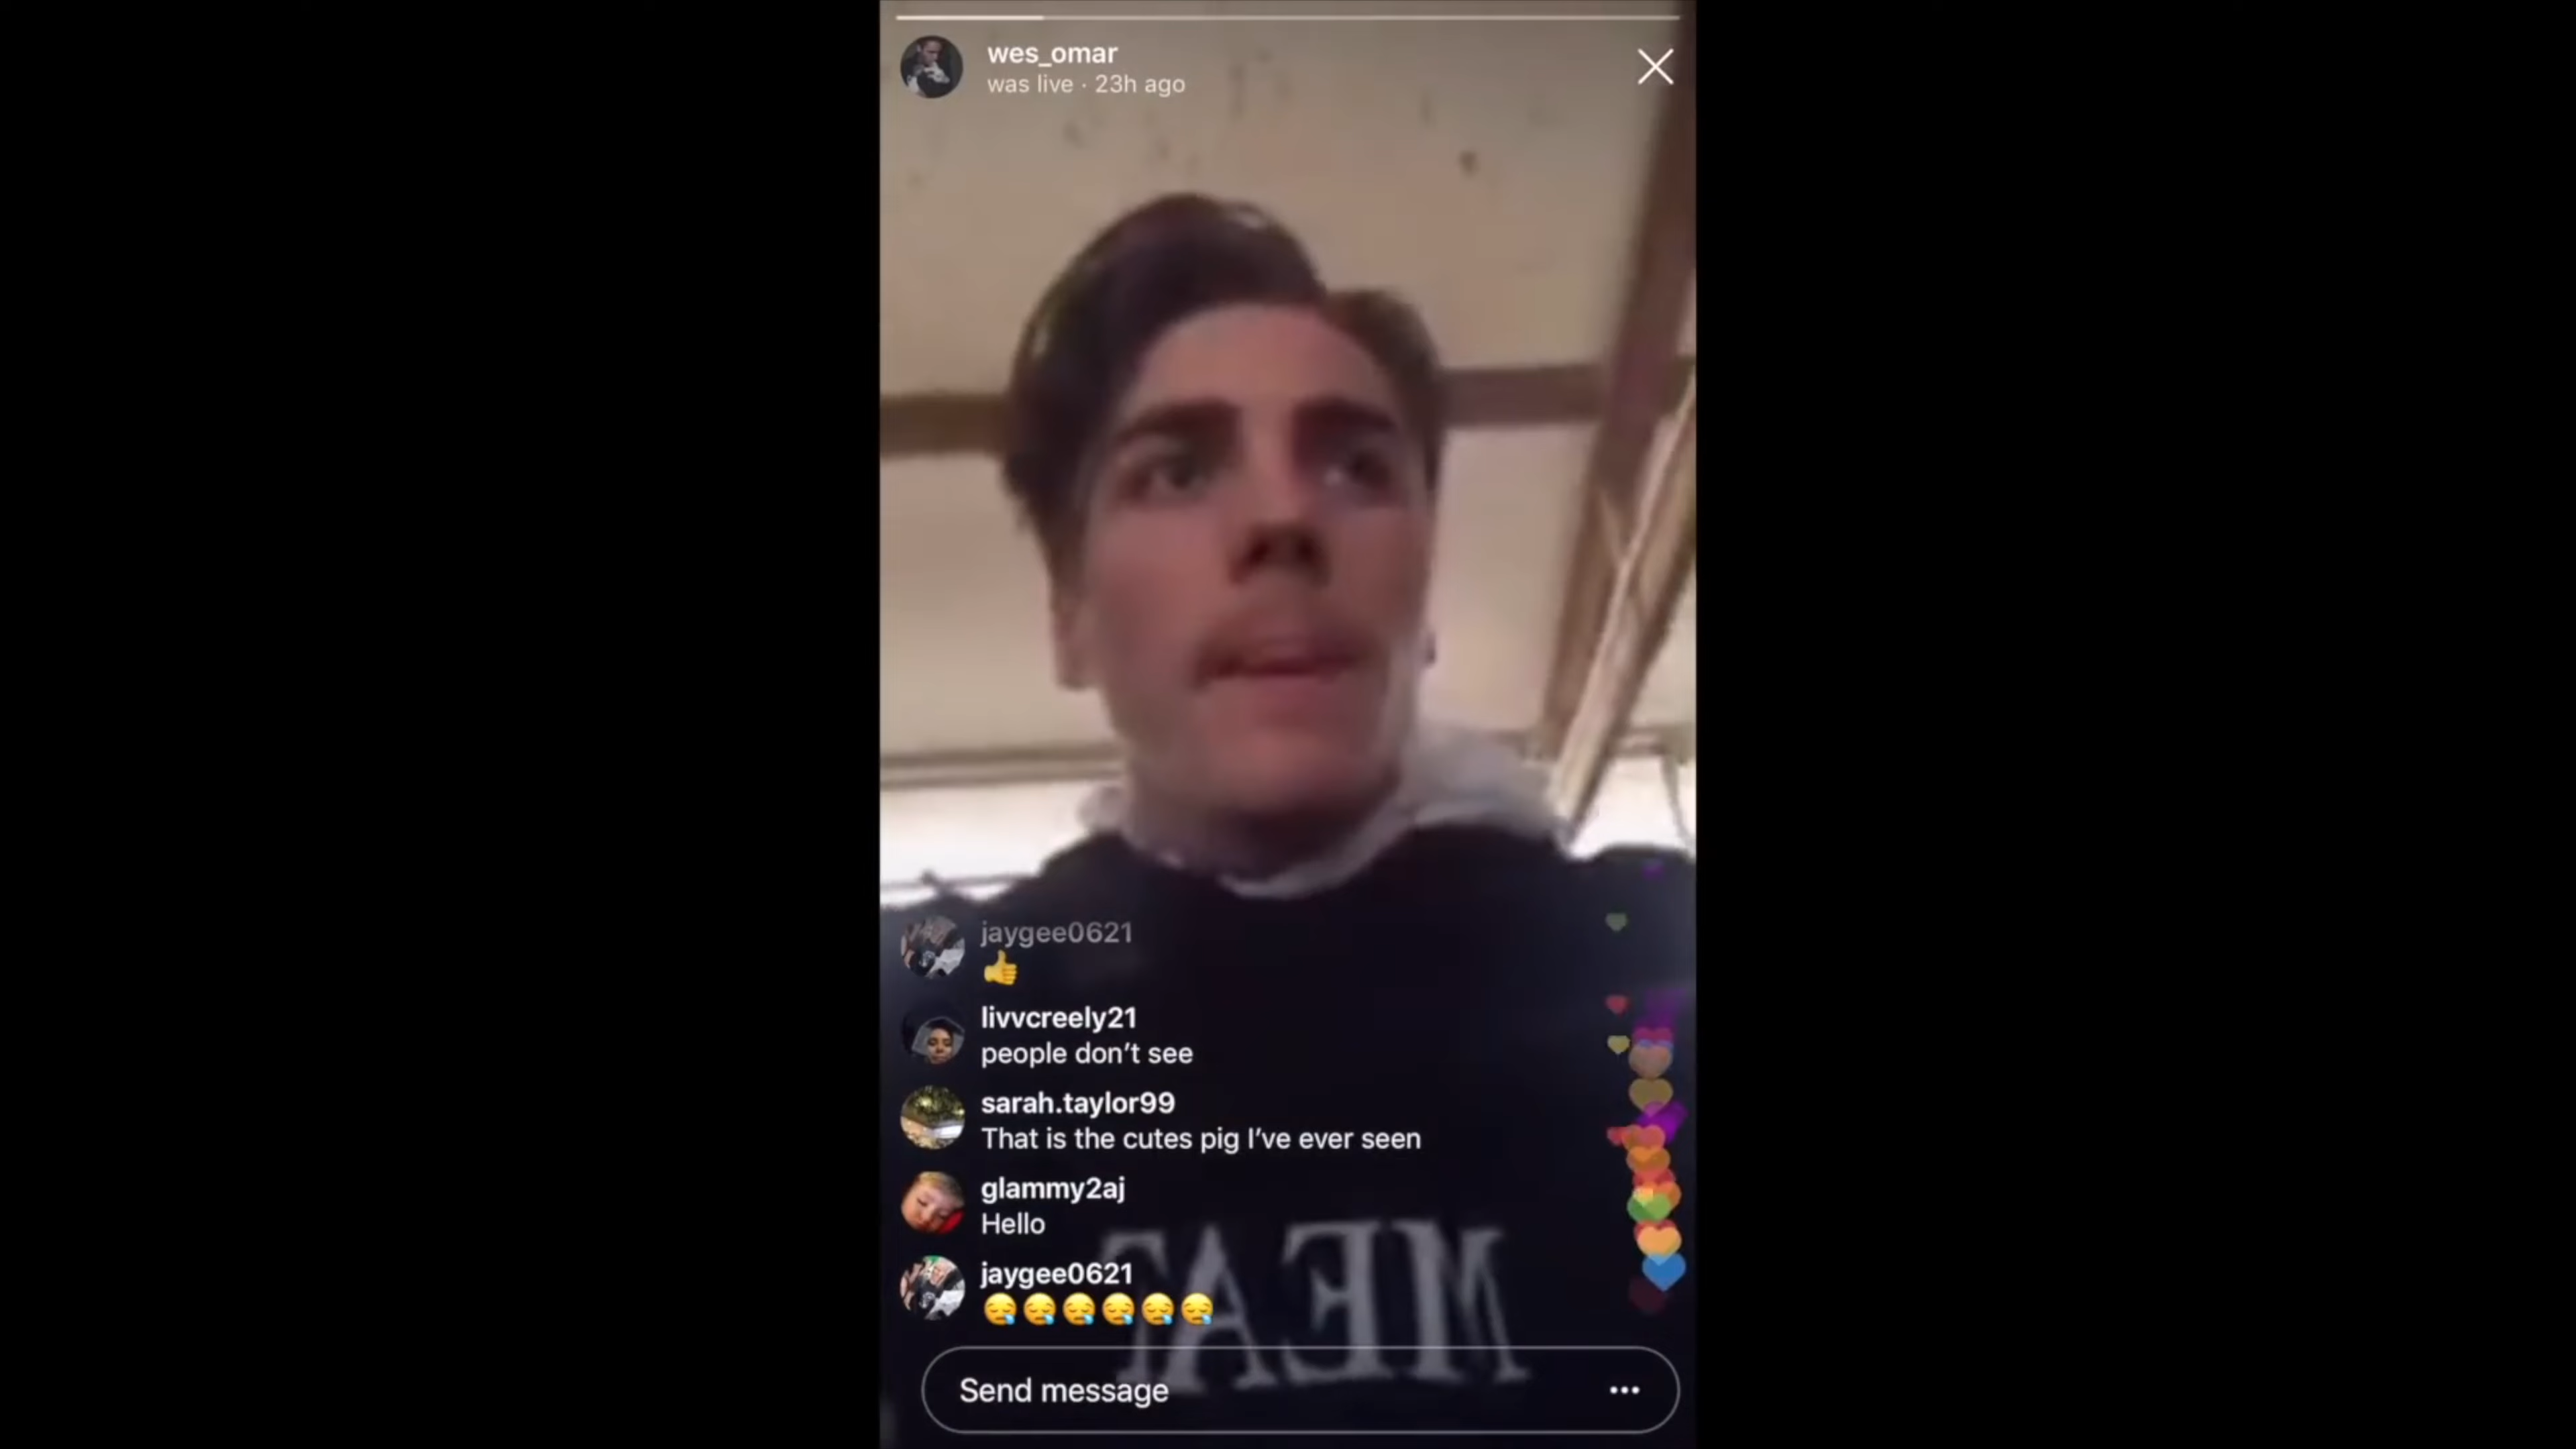 wes_omar
was live · 23h ago
jaygee0621
👍
livvcreely21
people don’t see
sarah.taylor99
That is the cutes pig I’ve ever seen
glammy2aj
Hello
jaygee0621
😪😪😪😪😪😪
MEAT
Send message